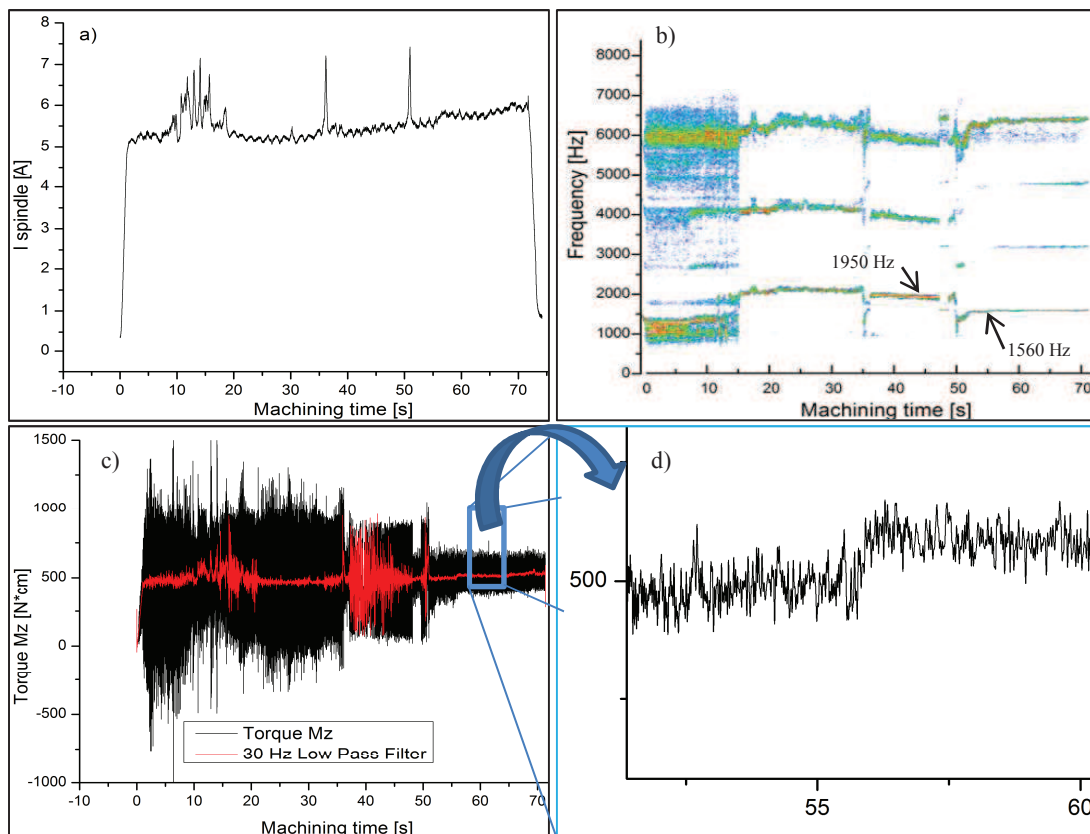 a)
8
7
6
5
4
3
2
1
0
I spindle [A]
-10 0 10 20 30 40 50 60 70
Machining time [s]
b)
8000
7000
6000
5000
4000
3000
2000
1000
0
Frequency [Hz]
1950 Hz
1560 Hz
0 10 20 30 40 50 60 70
Machining time [s]
c)
1500
1000
500
0
-500
-1000
Torque Mz [N*cm]
Torque Mz
30 Hz Low Pass Filter
-10 0 10 20 30 40 50 60 70
Machining time [s]
d)
500
55 60